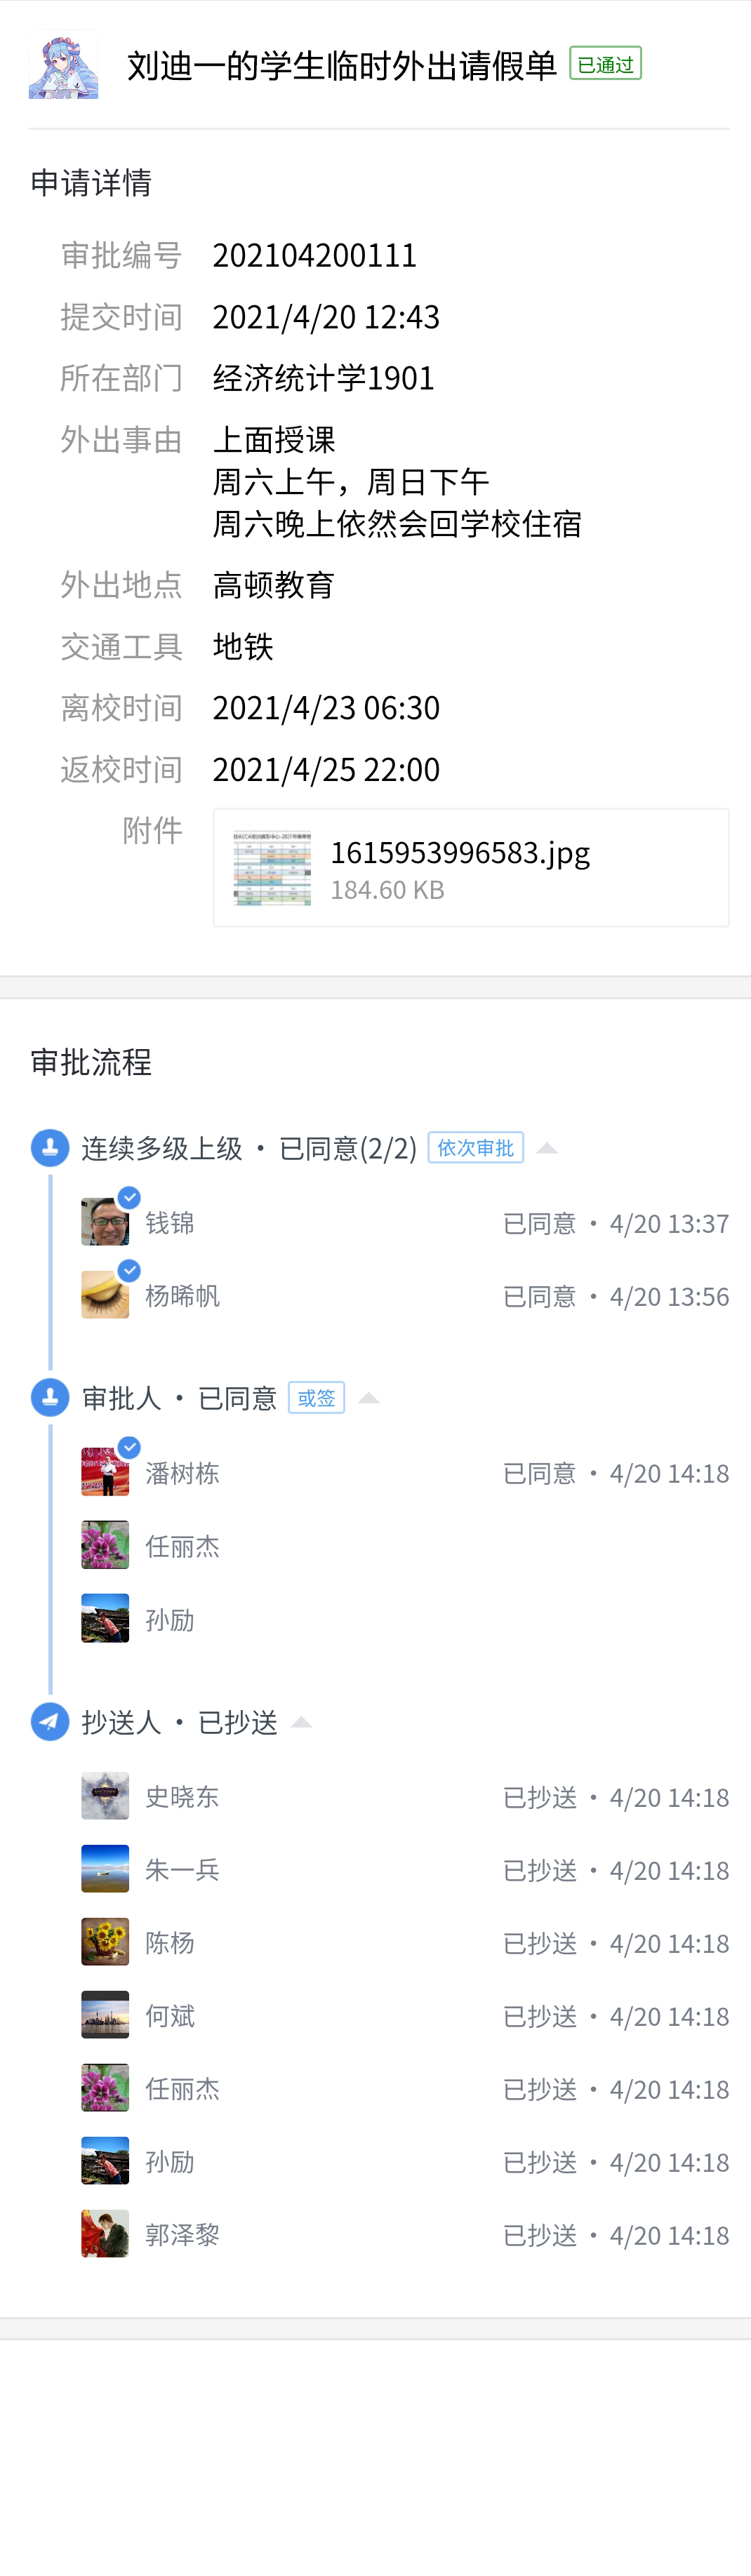 刘迪一的学生临时外出请假单 已通过
申请详情
审批编号 202104200111
提交时间 2021/4/20 12:43
所在部门 经济统计学1901
外出事由 上面授课
周六上午，周日下午
周六晚上依然会回学校住宿
外出地点 高顿教育
交通工具 地铁
离校时间 2021/4/23 06:30
返校时间 2021/4/25 22:00
附件 1615953996583.jpg
184.60 KB
审批流程
连续多级上级 · 已同意(2/2) 依次审批
钱锦 已同意 · 4/20 13:37
杨晞帆 已同意 · 4/20 13:56
审批人 · 已同意 或签
潘树栋 已同意 · 4/20 14:18
任丽杰
孙励
抄送人 · 已抄送
史晓东 已抄送 · 4/20 14:18
朱一兵 已抄送 · 4/20 14:18
陈杨 已抄送 · 4/20 14:18
何斌 已抄送 · 4/20 14:18
任丽杰 已抄送 · 4/20 14:18
孙励 已抄送 · 4/20 14:18
郭泽黎 已抄送 · 4/20 14:18